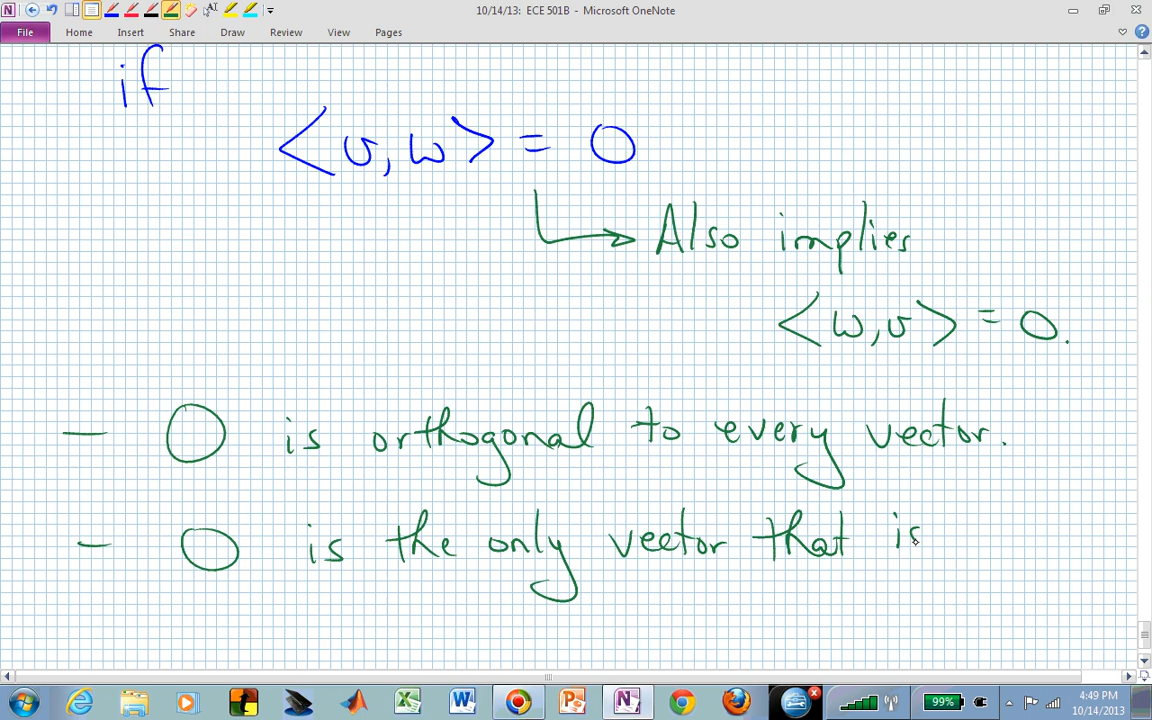 10/14/13: ECE 501B - Microsoft OneNote
File Home Insert Share Draw Review View Pages
if
<v, w> = 0
Also implies
<w, v> = 0.
- 0 is orthogonal to every vector.
- 0 is the only vector that is
99%
4:49 PM
10/14/2013